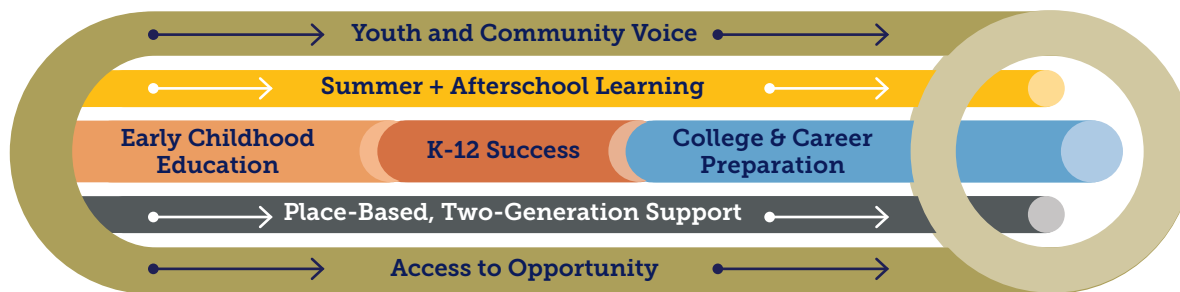 Youth and Community Voice
Summer + Afterschool Learning
Early Childhood
Education
K-12 Success
College & Career
Preparation
Place-Based, Two-Generation Support
Access to Opportunity